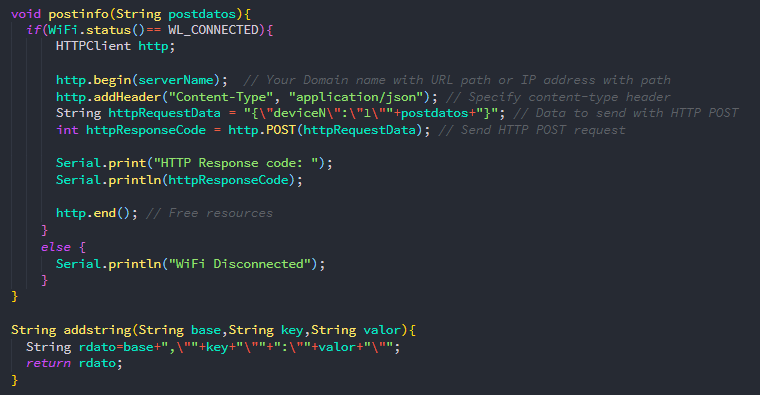 void postinfo(String postdatos){
  if(WiFi.status()== WL_CONNECTED){
      HTTPClient http;

      http.begin(serverName);  // Your Domain name with URL path or IP address with path
      http.addHeader("Content-Type", "application/json"); // Specify content-type header
      String httpRequestData = "{\"deviceN\":\"1\""+postdatos+"}"; // Data to send with HTTP POST
      int httpResponseCode = http.POST(httpRequestData); // Send HTTP POST request

      Serial.print("HTTP Response code: ");
      Serial.println(httpResponseCode);

      http.end(); // Free resources
    }
    else {
      Serial.println("WiFi Disconnected");
    }
}

String addstring(String base,String key,String valor){
  String rdato=base+",\""+key+"\""+":\""+valor+"\"";
  return rdato;
}